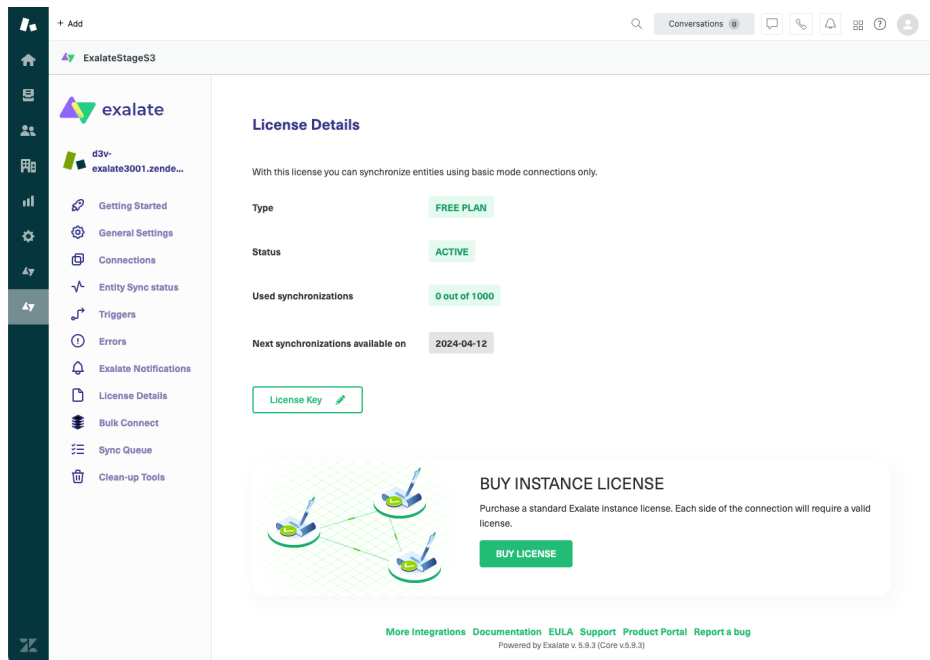 + Add
Conversations 0
ExalateStageS3
exalate
d3v-
exalate3001.zende...
Getting Started
General Settings
Connections
Entity Sync status
Triggers
Errors
Exalate Notifications
License Details
Bulk Connect
Sync Queue
Clean-up Tools
License Details
With this license you can synchronize entities using basic mode connections only.
Type FREE PLAN
Status ACTIVE
Used synchronizations 0 out of 1000
Next synchronizations available on 2024-04-12
License Key
BUY INSTANCE LICENSE
Purchase a standard Exalate instance license. Each side of the connection will require a valid
license.
BUY LICENSE
More Integrations Documentation EULA Support Product Portal Report a bug
Powered by Exalate v. 5.9.3 (Core v.5.9.3)